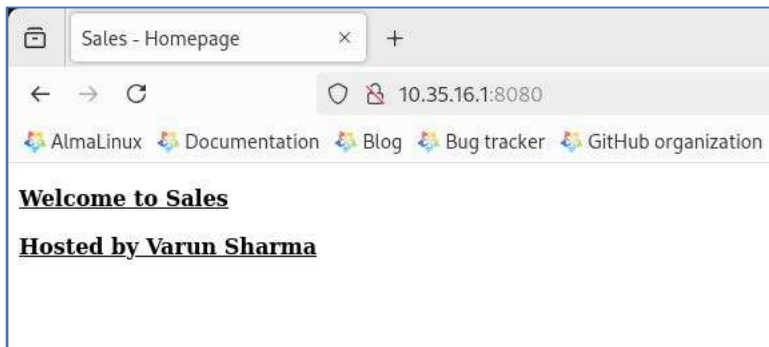 Sales - Homepage
10.35.16.1:8080
AlmaLinux Documentation Blog Bug tracker GitHub organization
Welcome to Sales
Hosted by Varun Sharma